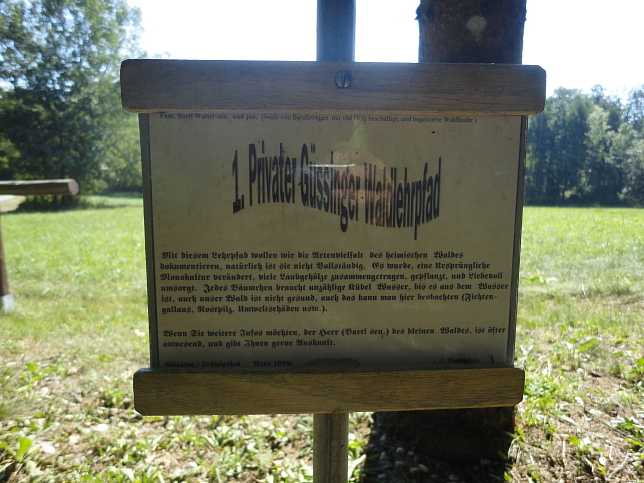 Fam. Bartl Walter sen. und jun. (beide von Berufswegen mit viel Holz beschäftigt, und begeisterte Waldläufer)
1. Privater Güssinger-Waldlehrpfad
Mit diesem Lehrpfad wollen wir die Artenvielfalt des heimischen Waldes
dokumentieren, natürlich ist sie nicht Vollständig. Es wurde, eine Ursprüngliche
Monokultur verändert, viele Laubgehölze zusammengetragen, gepflanzt, und Liebevoll
umsorgt. Jedes Bäumchen braucht unzählige Kübel Wasser, bis es aus dem Wasser
ist, auch unser Wald ist nicht gesund, auch das kann man hier beobachten (Fichten-
gallaus, Rostpilz, Umweltschäden usw.).
Wenn Sie weitere Infos möchten, der Herr (Bartl sen.) des kleinen Waldes, ist öfter
anwesend, und gibt Ihnen gerne Auskunft.